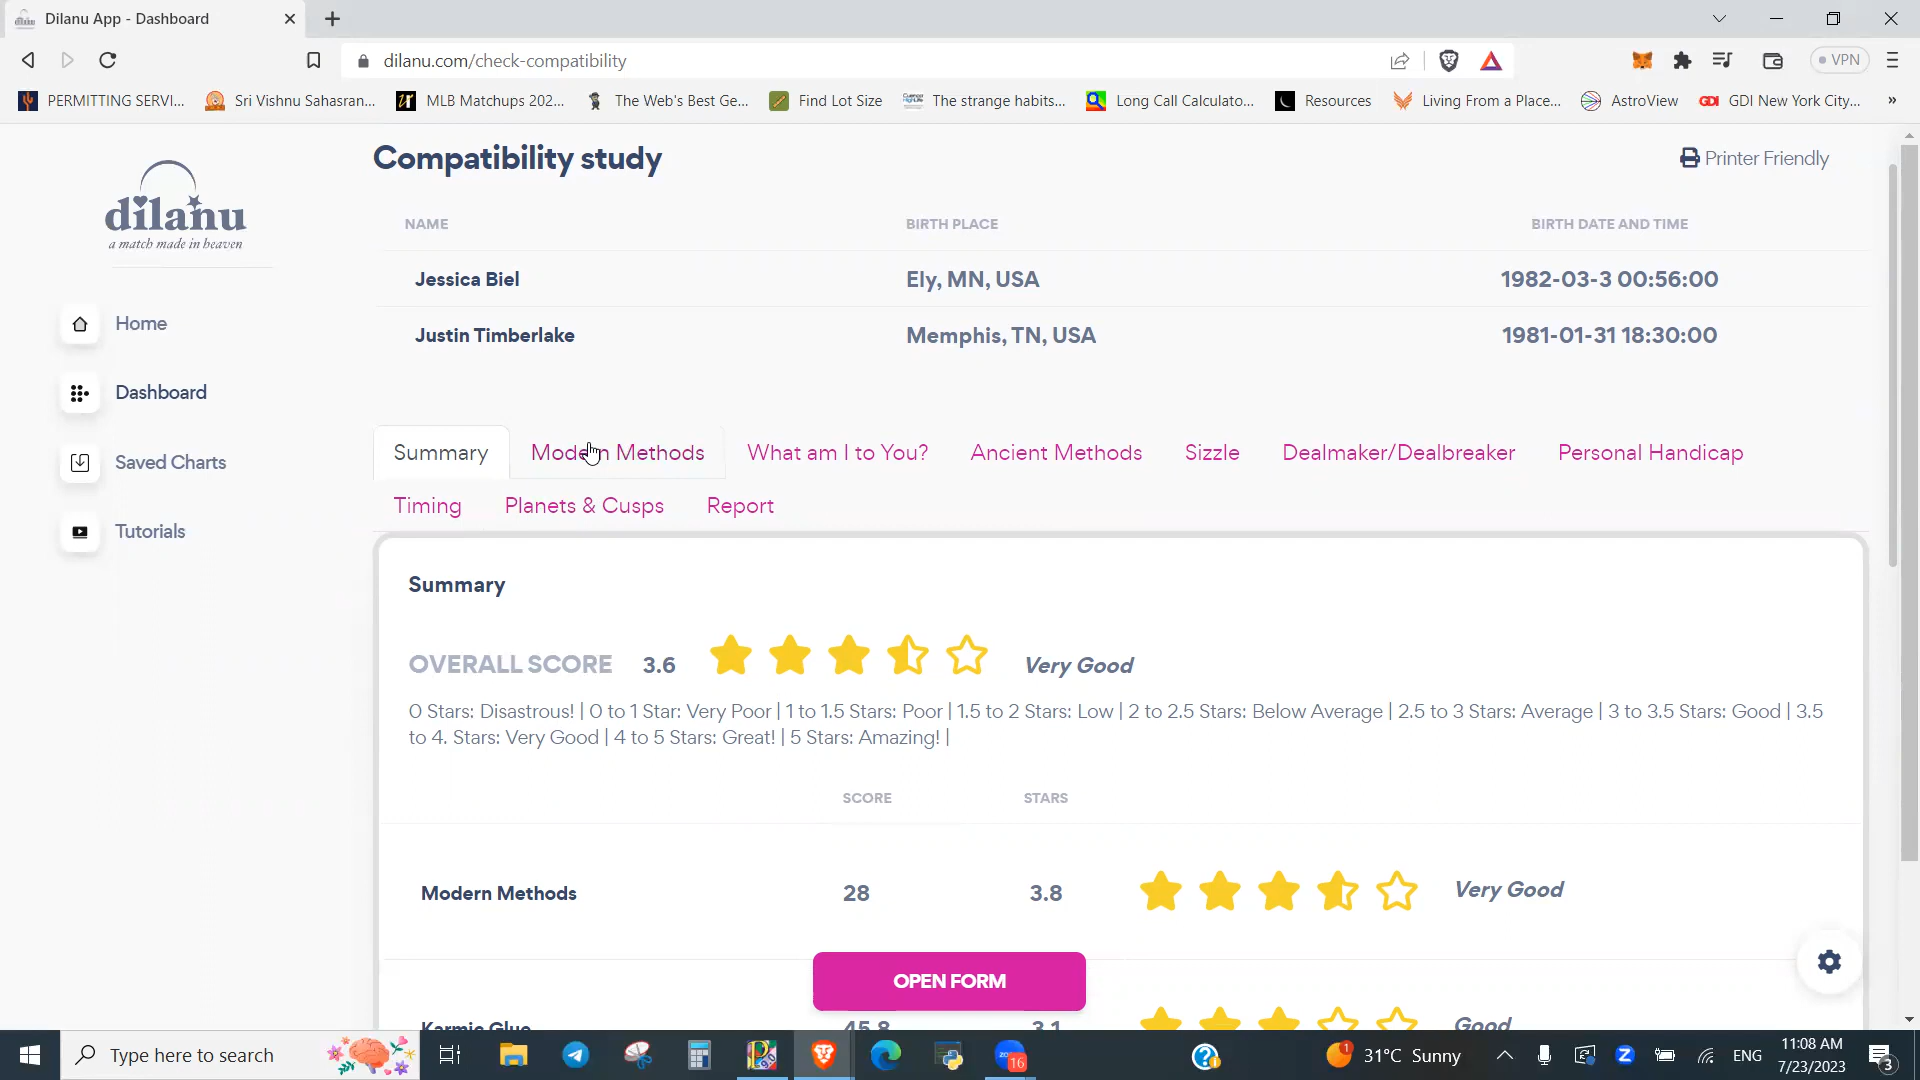 Dilanu App - Dashboard
dilanu.com/check-compatibility
VPN
PERMITTING SERVI...
Sri Vishnu Sahasran...
MLB Matchups 202...
The Web's Best Ge...
Find Lot Size
The strange habits...
Long Call Calculato...
Resources
Living From a Place...
AstroView
GDI New York City...
»
dilanu
a match made in heaven
Home
Dashboard
Saved Charts
Tutorials
Compatibility study
Printer Friendly
NAME BIRTH PLACE BIRTH DATE AND TIME
Jessica Biel Ely, MN, USA 1982-03-3 00:56:00
Justin Timberlake Memphis, TN, USA 1981-01-31 18:30:00
Summary Modern Methods What am I to You? Ancient Methods Sizzle Dealmaker/Dealbreaker Personal Handicap
Timing Planets & Cusps Report
Summary
OVERALL SCORE 3.6 Very Good
0 Stars: Disastrous! | 0 to 1 Star: Very Poor | 1 to 1.5 Stars: Poor | 1.5 to 2 Stars: Low | 2 to 2.5 Stars: Below Average | 2.5 to 3 Stars: Average | 3 to 3.5 Stars: Good | 3.5
to 4. Stars: Very Good | 4 to 5 Stars: Great! | 5 Stars: Amazing! |
SCORE STARS
Modern Methods 28 3.8 Very Good
OPEN FORM
Karmic Glue 45.8 3.1 Good
Type here to search
16
1
31°C Sunny
ENG
11:08 AM
7/23/2023
3